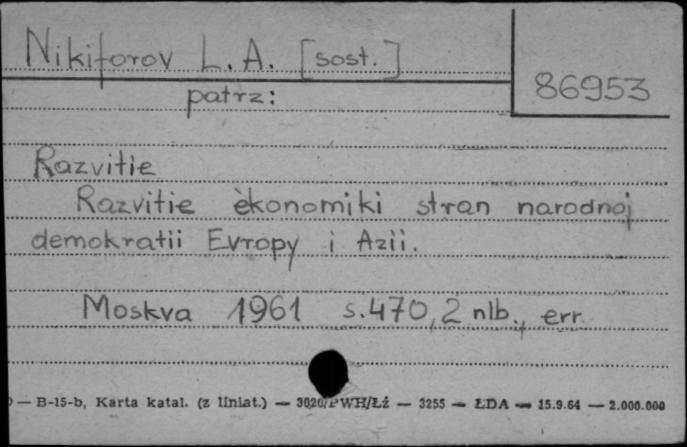 Nikiforov L. A. [sost.]
86953
patrz:
Razvitie
Razvitie èkonomiki stran narodnoj
demokratii Evropy i Azii.
Moskva 1961 s. 470, 2 nlb., err.
— B-15-b, Karta katal. (z liniat.) — 3020/PWH/Łź — 3255 — ŁDA — 15.9.64 — 2.000.000